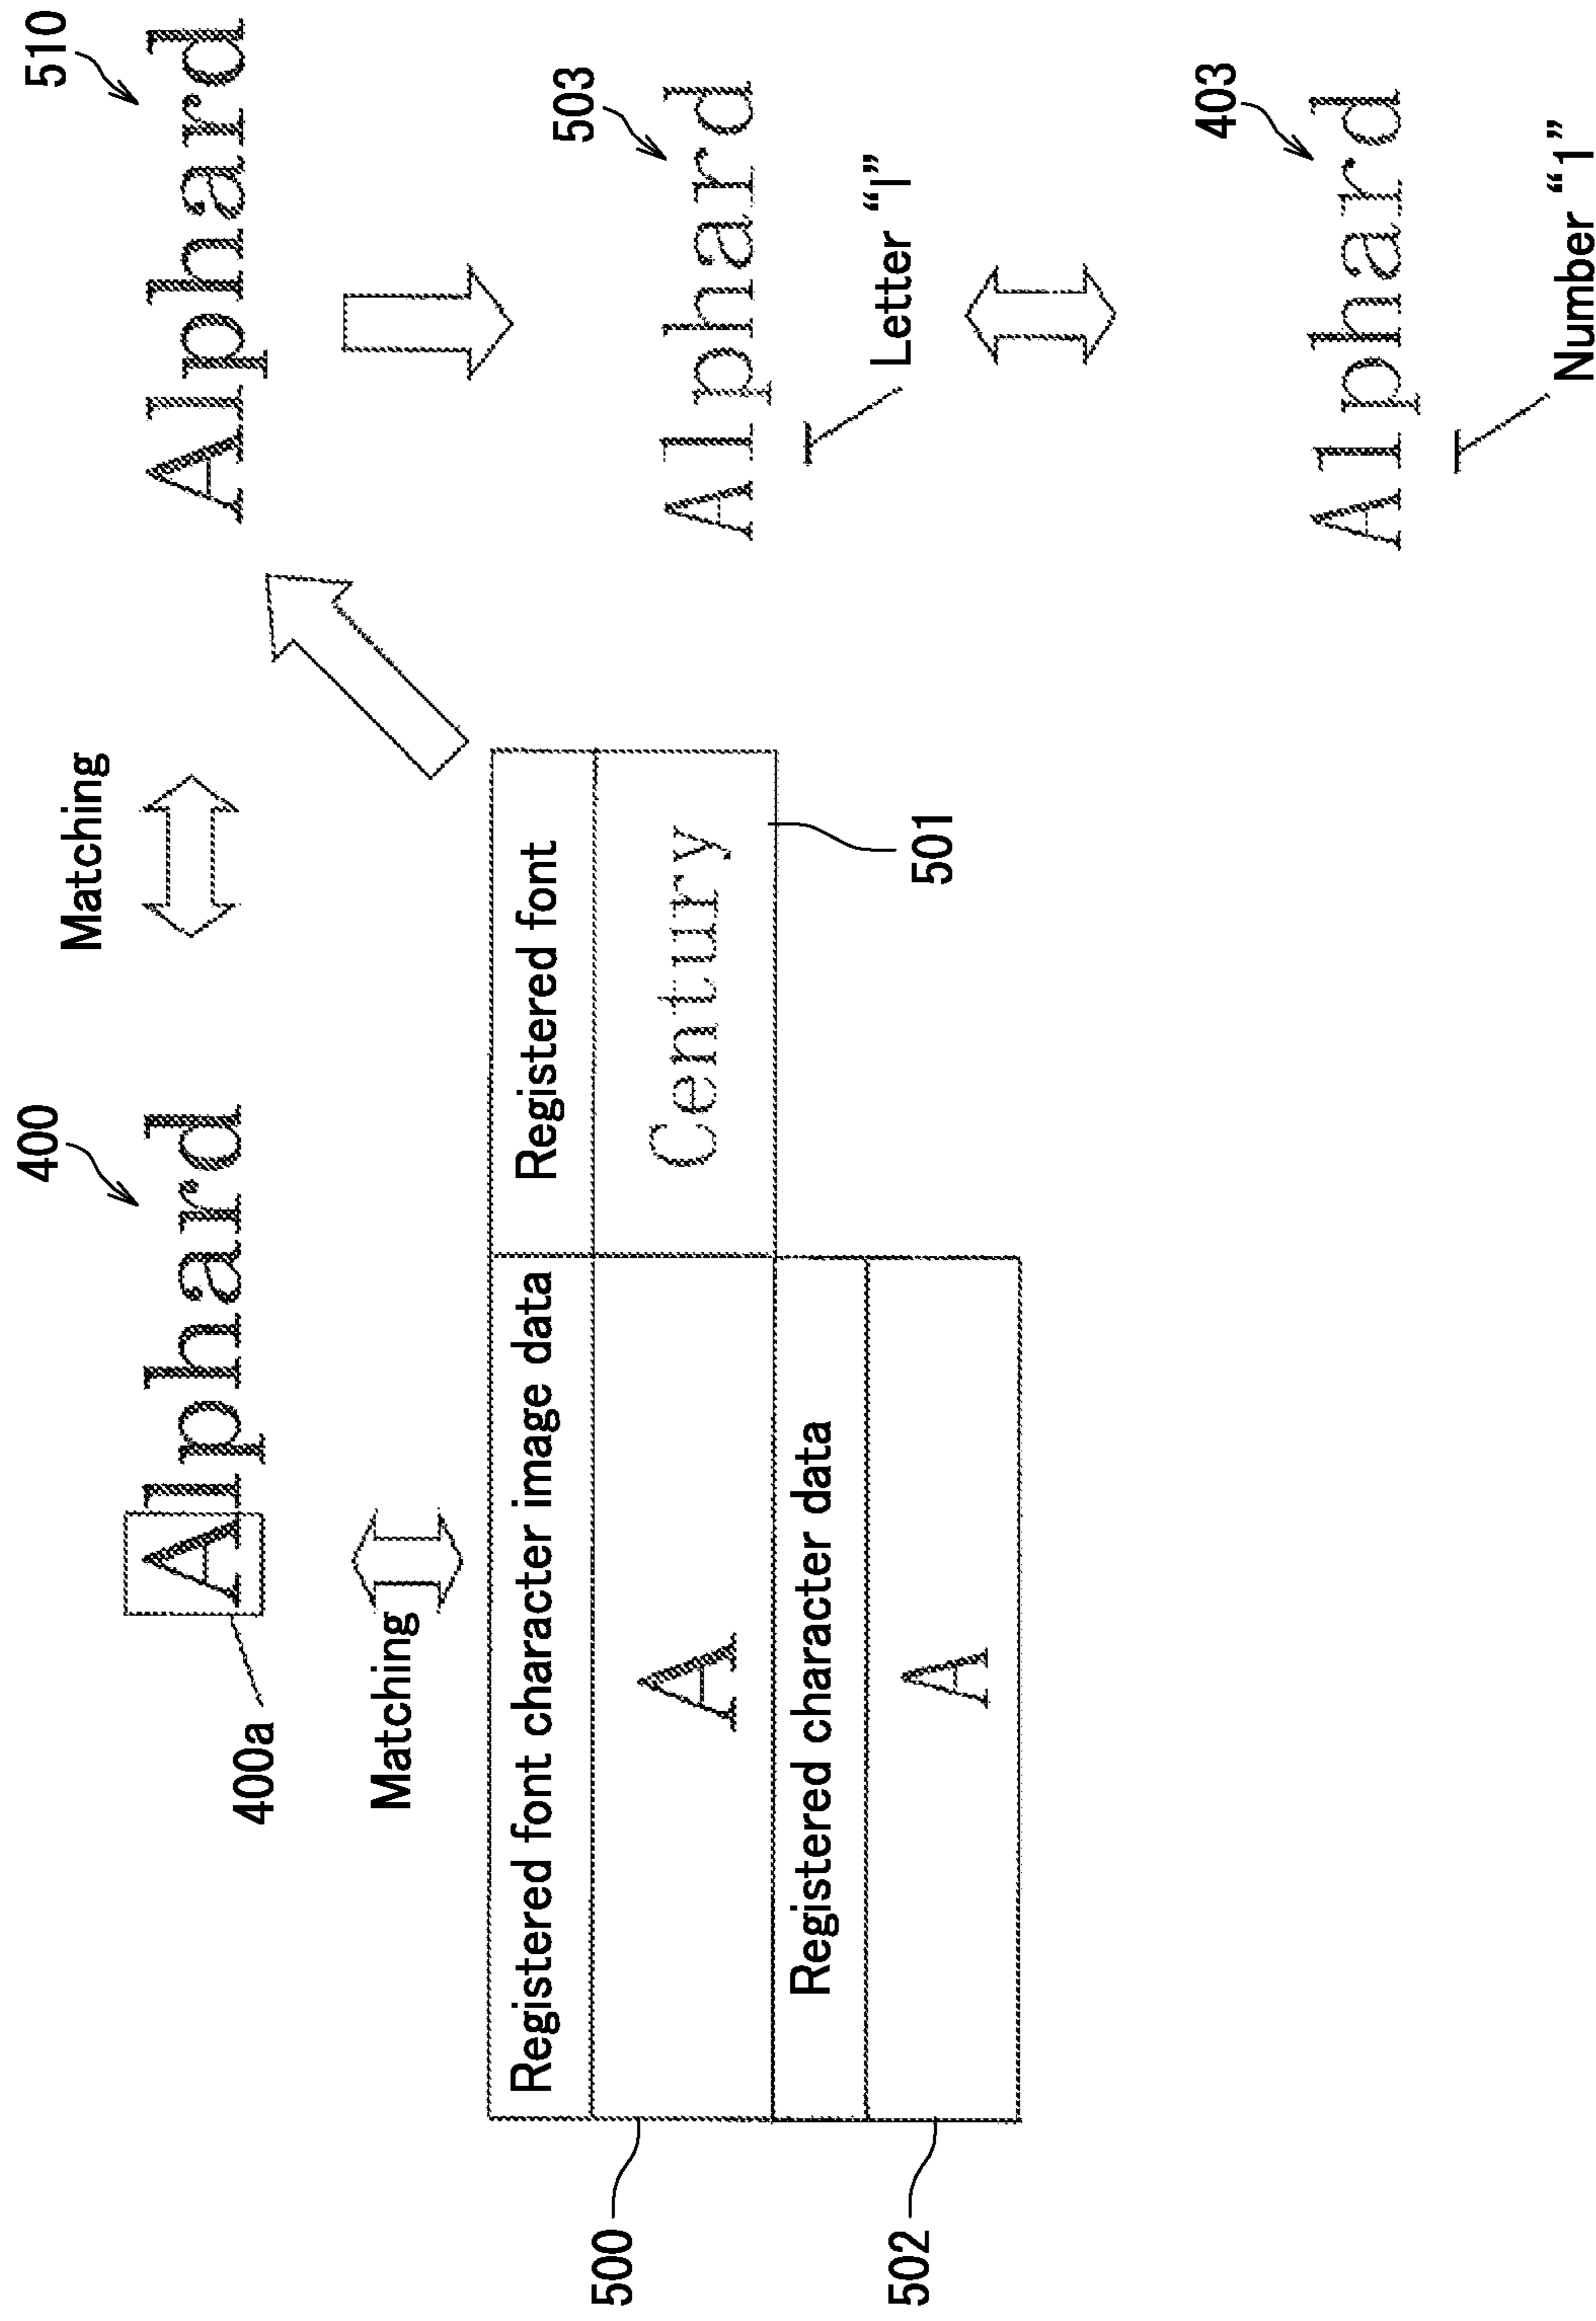 400
510
Matching
Alphard
Alphard
400a
Matching
Registered font character image data
Registered font
503
500
A
Century
Alphard
Registered character data
Letter “l”
502
A
501
403
A1phard
Number “1”